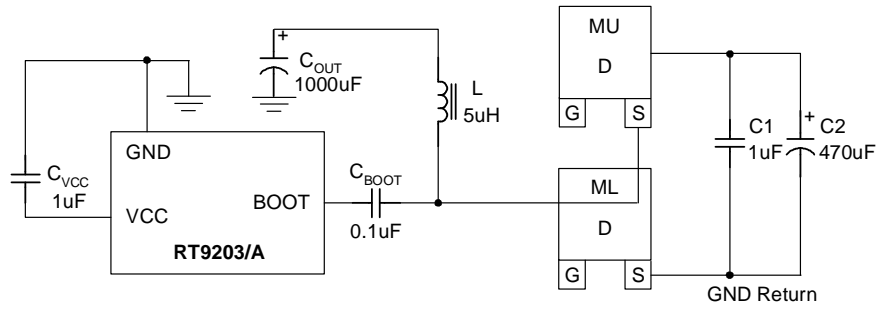 +
C_OUT
1000uF
L
5uH
MU
D
G S
C1
1uF
+
C2
470uF
GND
C_VCC
1uF
VCC
BOOT
RT9203/A
C_BOOT
0.1uF
ML
D
G S
GND Return